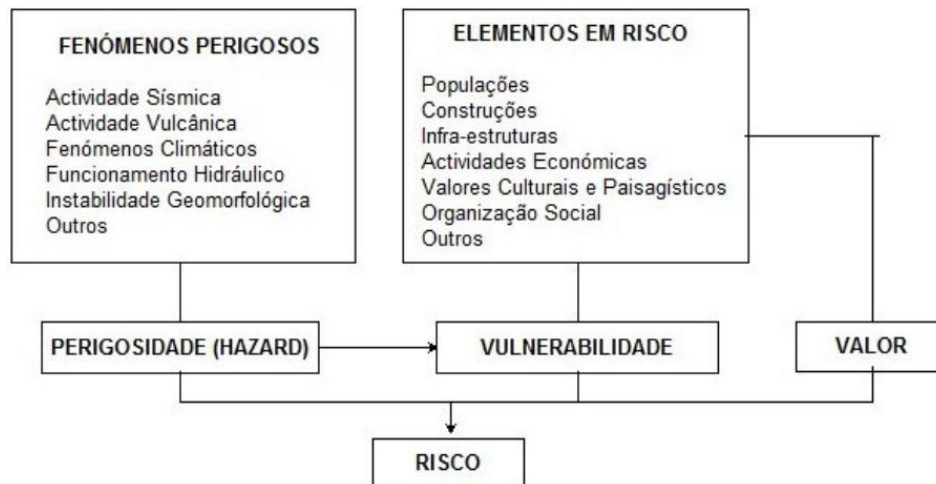 FENÓMENOS PERIGOSOS
Actividade Sísmica
Actividade Vulcânica
Fenómenos Climáticos
Funcionamento Hidráulico
Instabilidade Geomorfológica
Outros
ELEMENTOS EM RISCO
Populações
Construções
Infra-estruturas
Actividades Económicas
Valores Culturais e Paisagísticos
Organização Social
Outros
PERIGOSIDADE (HAZARD)
VULNERABILIDADE
VALOR
RISCO